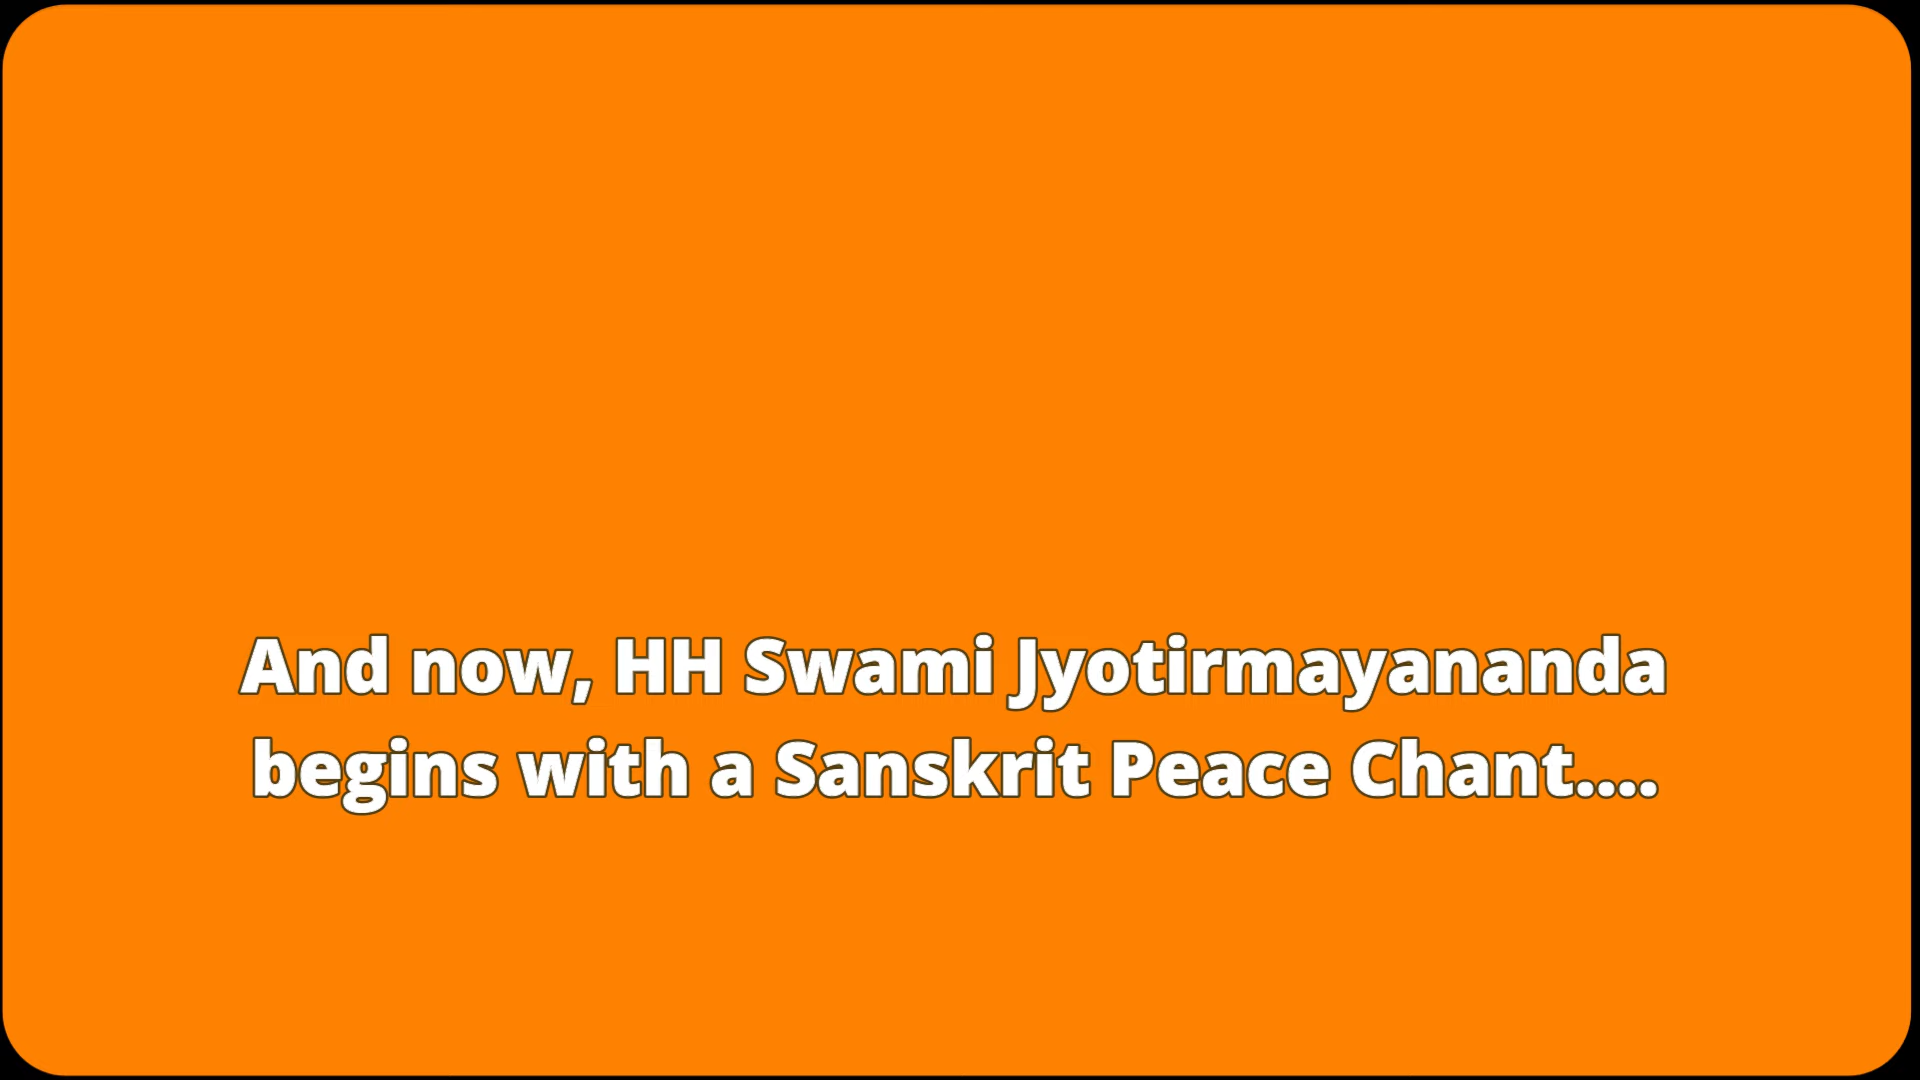 And now, HH Swami Jyotirmayananda
begins with a Sanskrit Peace Chant....